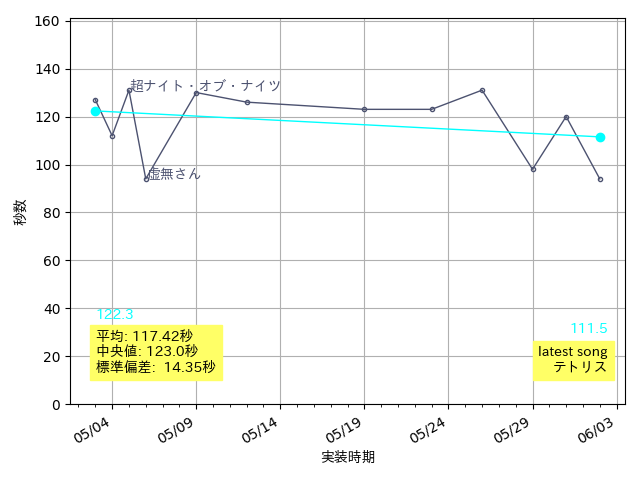 160
140
120
100
80
60
40
20
0
秒数
超ナイト・オブ・ナイツ
虚無さん
122.3
平均: 117.42秒
中央値: 123.0秒
標準偏差: 14.35秒
111.5
latest song
テトリス
05/04
05/09
05/14
05/19
05/24
05/29
06/03
実装時期